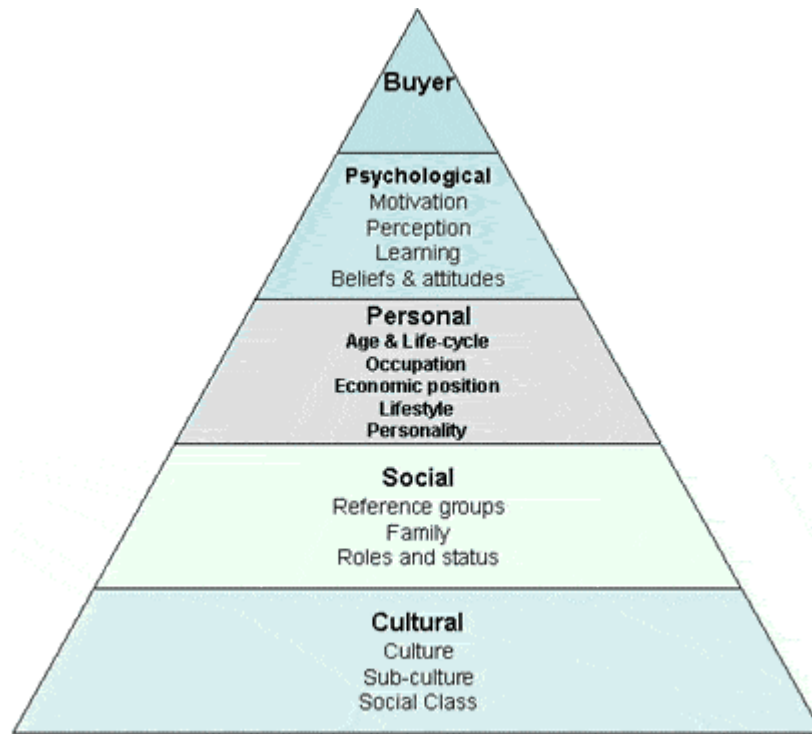 Buyer
Psychological
Motivation
Perception
Learning
Beliefs & attitudes
Personal
Age & Life-cycle
Occupation
Economic position
Lifestyle
Personality
Social
Reference groups
Family
Roles and status
Cultural
Culture
Sub-culture
Social Class